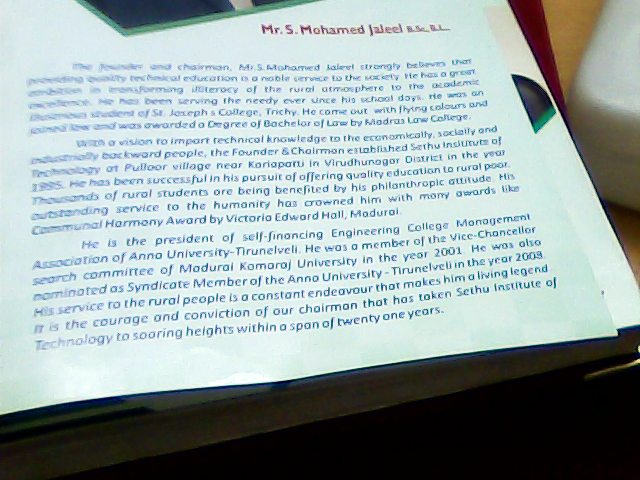 Mr. S. Mohamed Jaleel B.Sc., B.L.,
The founder and chairman, Mr.S.Mohamed Jaleel strongly believes that
providing quality technical education is a noble service to the society. He has a great
ambition in transforming illiteracy of the rural atmosphere to the academic
excellence. He has been serving the needy ever since his school days. He was an
illustrious student of St. Joseph's College, Trichy. He came out with flying colours and
joined law and was awarded a Degree of Bachelor of Law by Madras Law College.
With a vision to impart technical knowledge to the economically, socially and
backward people, the Founder & Chairman established Sethu Institute of
Technology at Pulloor village near Kariapatti in Virudhunagar District in the year
1995. He has been successful in his pursuit of offering quality education to rural poor.
Thousands of rural students are being benefited by his philanthropic attitude. His
outstanding service to the humanity has crowned him with many awards like
Communal Harmony Award by Victoria Edward Hall, Madurai.
He is the president of self-financing Engineering College Management
Association of Anna University-Tirunelveli. He was a member of the Vice-Chancellor
search committee of Madurai Kamaraj University in the year 2001. He was also
nominated as Syndicate Member of the Anna University - Tirunelveli in the year 2008.
His service to the rural people is a constant endeavour that makes him a living legend
It is the courage and conviction of our chairman that has taken Sethu Institute of
Technology to soaring heights within a span of twenty one years.